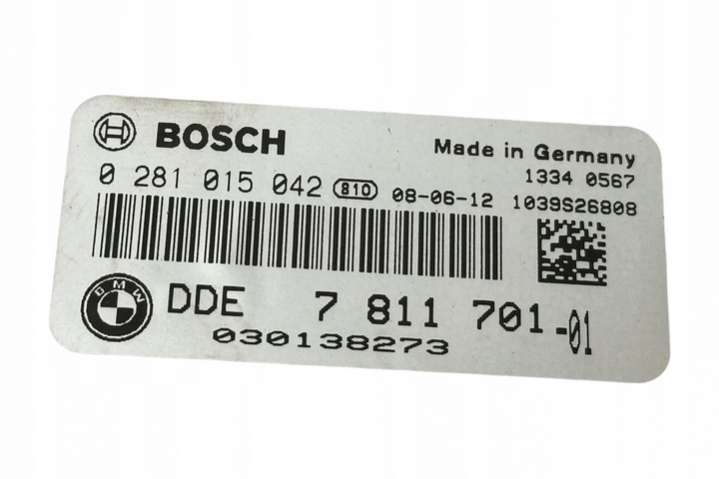 BOSCH Made in Germany
1334 0567
0 281 015 042 810 08-06-12 1039S26808
BMW DDE 7 811 701-01
030138273